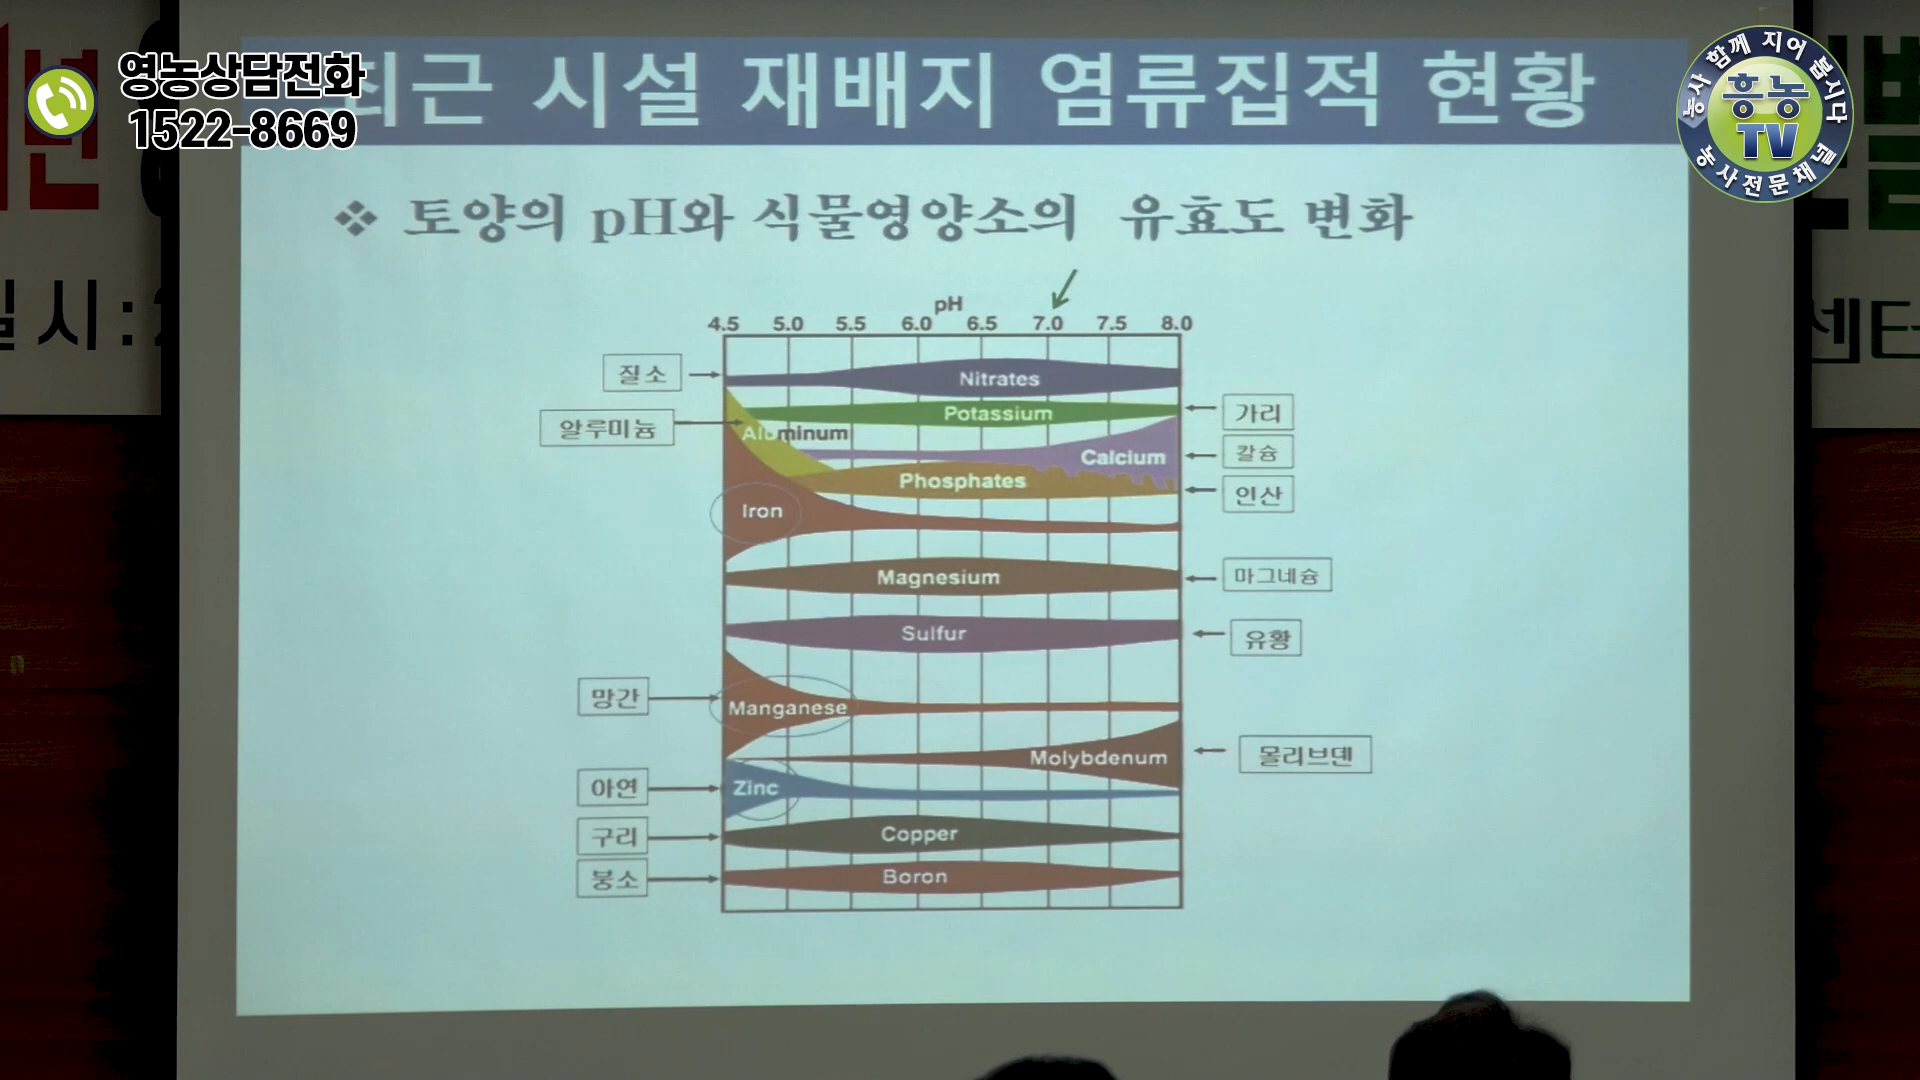 영농상담전화
1522-8669
최근 시설 재배지 염류집적 현황
농사 함께 지어 봅시다
흥농
TV
농사전문채널
일시:
센터
❖ 토양의 pH와 식물영양소의 유효도 변화
pH
4.5 5.0 5.5 6.0 6.5 7.0 7.5 8.0
질소
Nitrates
Potassium
가리
알루미늄
Aluminum
Calcium
칼슘
Phosphates
인산
Iron
Magnesium
마그네슘
Sulfur
유황
망간
Manganese
Molybdenum
몰리브덴
아연
Zinc
구리
Copper
붕소
Boron